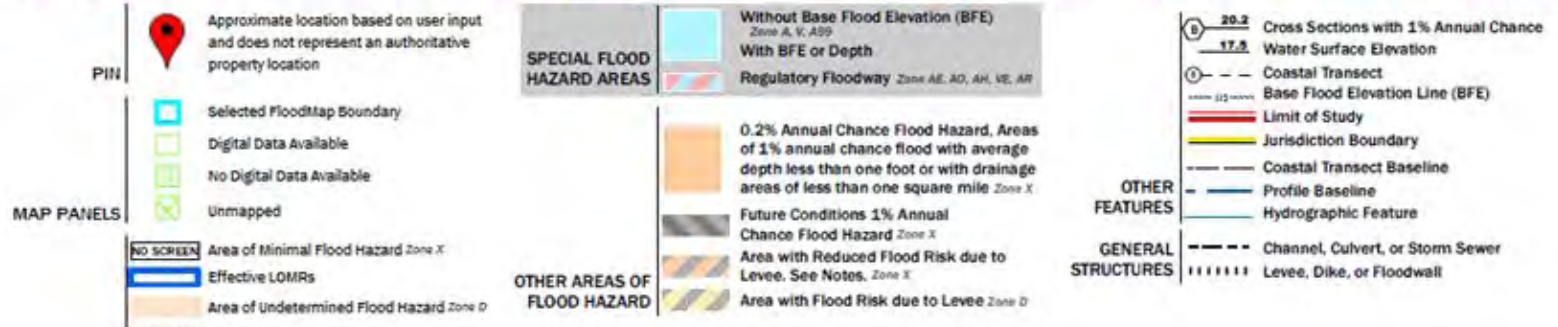 PIN
Approximate location based on user input
and does not represent an authoritative
property location
MAP PANELS
Selected FloodMap Boundary
Digital Data Available
No Digital Data Available
Unmapped
NO SCREEN Area of Minimal Flood Hazard Zone X
Effective LOMRs
Area of Undetermined Flood Hazard Zone D
SPECIAL FLOOD
HAZARD AREAS
Without Base Flood Elevation (BFE)
Zone A, V, A99
With BFE or Depth
Regulatory Floodway Zone AE, AO, AH, VE, AR
OTHER AREAS OF
FLOOD HAZARD
0.2% Annual Chance Flood Hazard, Areas
of 1% annual chance flood with average
depth less than one foot or with drainage
areas of less than one square mile Zone X
Future Conditions 1% Annual
Chance Flood Hazard Zone X
Area with Reduced Flood Risk due to
Levee. See Notes. Zone X
Area with Flood Risk due to Levee Zone D
OTHER
FEATURES
B 20.2 Cross Sections with 1% Annual Chance
17.5 Water Surface Elevation
Coastal Transect
Base Flood Elevation Line (BFE)
Limit of Study
Jurisdiction Boundary
Coastal Transect Baseline
Profile Baseline
Hydrographic Feature
GENERAL
STRUCTURES
Channel, Culvert, or Storm Sewer
Levee, Dike, or Floodwall